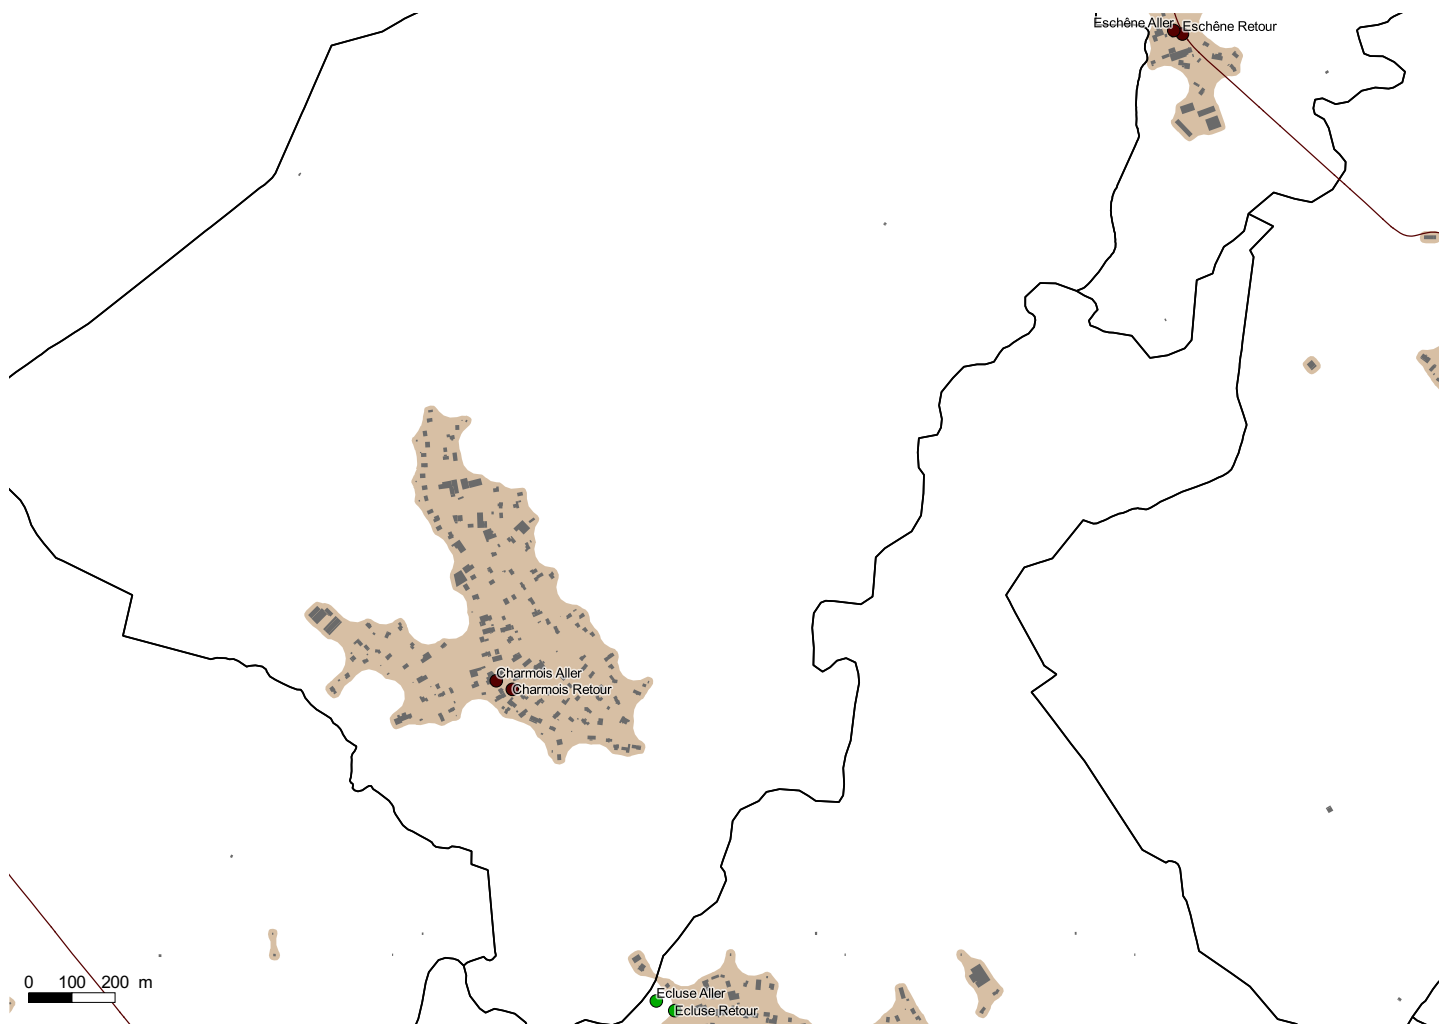 Eschêne Aller
Eschêne Retour
Charmois Aller
Charmois Retour
0 100 200 m
Ecluse Aller
Ecluse Retour